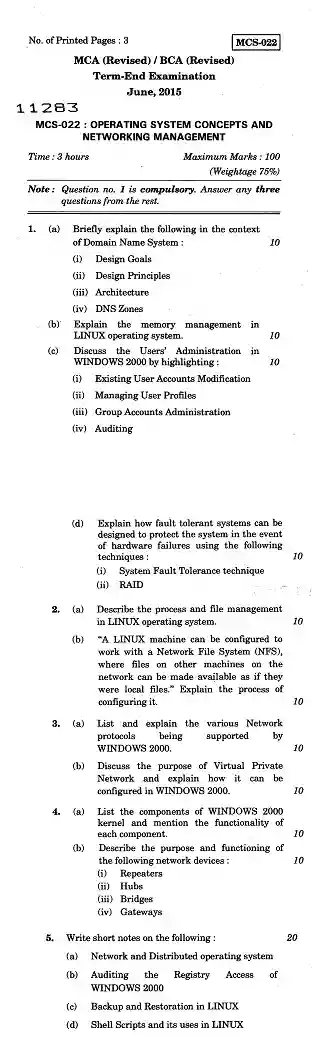 No. of Printed Pages : 3
MCS-022
MCA (Revised) / BCA (Revised)
Term-End Examination
June, 2015
11283
MCS-022 : OPERATING SYSTEM CONCEPTS AND
NETWORKING MANAGEMENT
Time : 3 hours Maximum Marks : 100
(Weightage 75%)
Note : Question no. 1 is compulsory. Answer any three
questions from the rest.
1. (a) Briefly explain the following in the context
of Domain Name System : 10
(i) Design Goals
(ii) Design Principles
(iii) Architecture
(iv) DNS Zones
(b) Explain the memory management in
LINUX operating system. 10
(c) Discuss the Users' Administration in
WINDOWS 2000 by highlighting : 10
(i) Existing User Accounts Modification
(ii) Managing User Profiles
(iii) Group Accounts Administration
(iv) Auditing
(d) Explain how fault tolerant systems can be
designed to protect the system in the event
of hardware failures using the following
techniques : 10
(i) System Fault Tolerance technique
(ii) RAID
2. (a) Describe the process and file management
in LINUX operating system. 10
(b) "A LINUX machine can be configured to
work with a Network File System (NFS),
where files on other machines on the
network can be made available as if they
were local files." Explain the process of
configuring it. 10
3. (a) List and explain the various Network
protocols being supported by
WINDOWS 2000. 10
(b) Discuss the purpose of Virtual Private
Network and explain how it can be
configured in WINDOWS 2000. 10
4. (a) List the components of WINDOWS 2000
kernel and mention the functionality of
each component. 10
(b) Describe the purpose and functioning of
the following network devices : 10
(i) Repeaters
(ii) Hubs
(iii) Bridges
(iv) Gateways
5. Write short notes on the following : 20
(a) Network and Distributed operating system
(b) Auditing the Registry Access of
WINDOWS 2000
(c) Backup and Restoration in LINUX
(d) Shell Scripts and its uses in LINUX